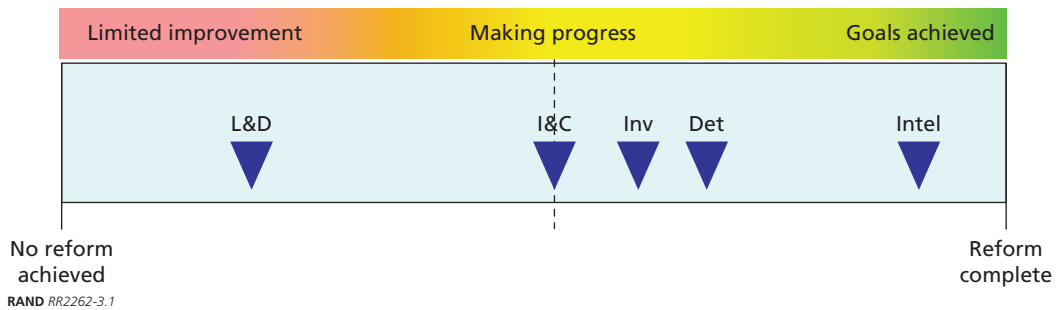 Limited improvement Making progress Goals achieved
L&D I&C Inv Det Intel
No reform
achieved
Reform
complete
RAND RR2262-3.1